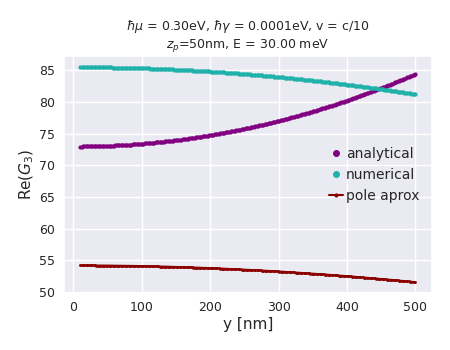 ħμ = 0.30eV, ħγ = 0.0001eV, v = c/10
z_p=50nm, E = 30.00 meV
Re(G₃)
85
80
75
70
65
60
55
50
analytical
numerical
pole aprox
0 100 200 300 400 500
y [nm]